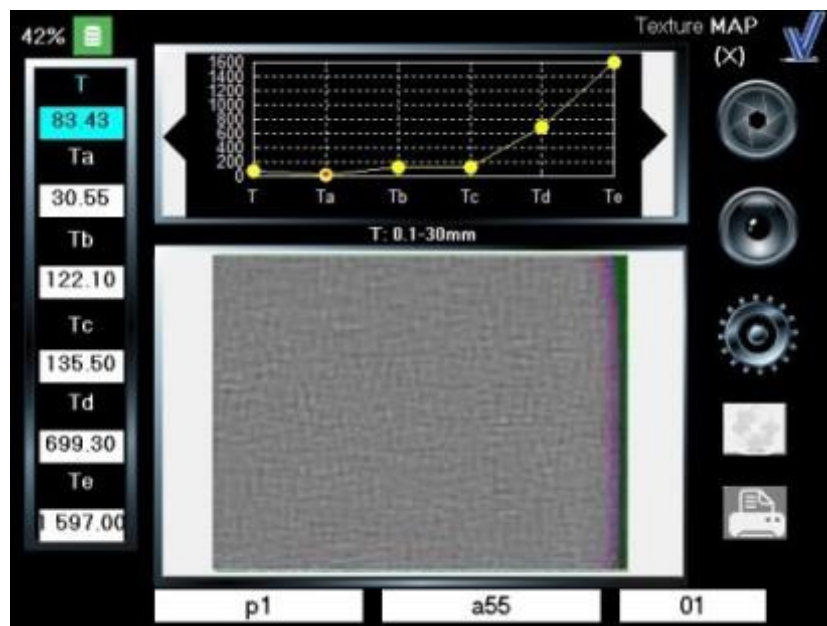 42%
Texture MAP
(X)
T
83.43
Ta
30.55
Tb
122.10
Tc
135.50
Td
699.30
Te
1 597.00
1600
1400
1200
1000
800
600
400
200
0
T Ta Tb Tc Td Te
T: 0.1-30mm
p1 a55 01